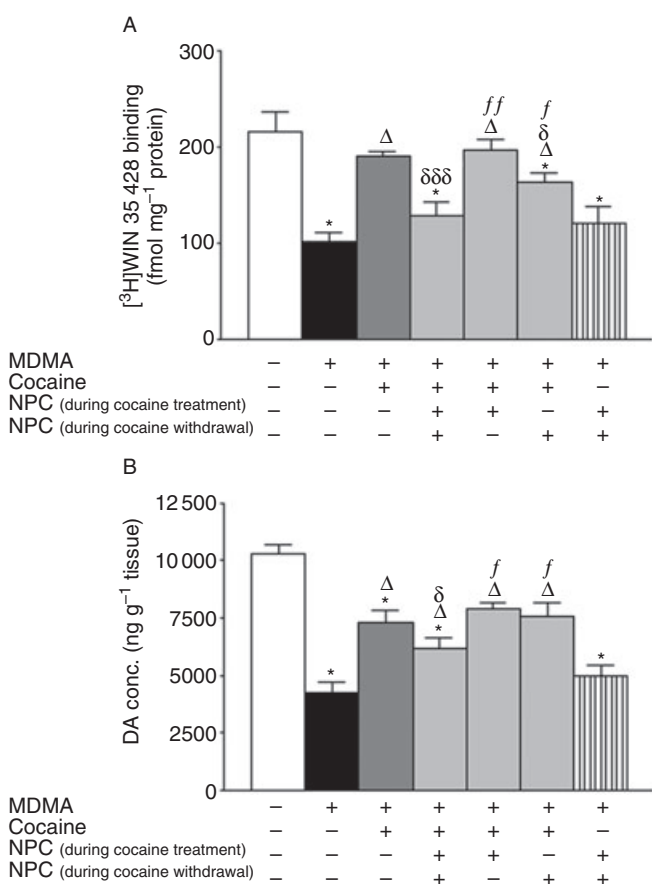 A
[³H]WIN 35 428 binding
(fmol mg⁻¹ protein)
300
200
100
0
*
Δ
δδδ
*
ƒƒ
Δ
ƒ
δ
Δ
*
*
MDMA − + + + + + +
Cocaine − − + + + + −
NPC (during cocaine treatment) − − − + + − +
NPC (during cocaine withdrawal) − − − + − + +
B
DA conc. (ng g⁻¹ tissue)
12 500
10 000
7500
5000
2500
0
*
Δ
*
δ
Δ
*
ƒ
Δ
ƒ
Δ
*
MDMA − + + + + + +
Cocaine − − + + + + −
NPC (during cocaine treatment) − − − + + − +
NPC (during cocaine withdrawal) − − − + − + +